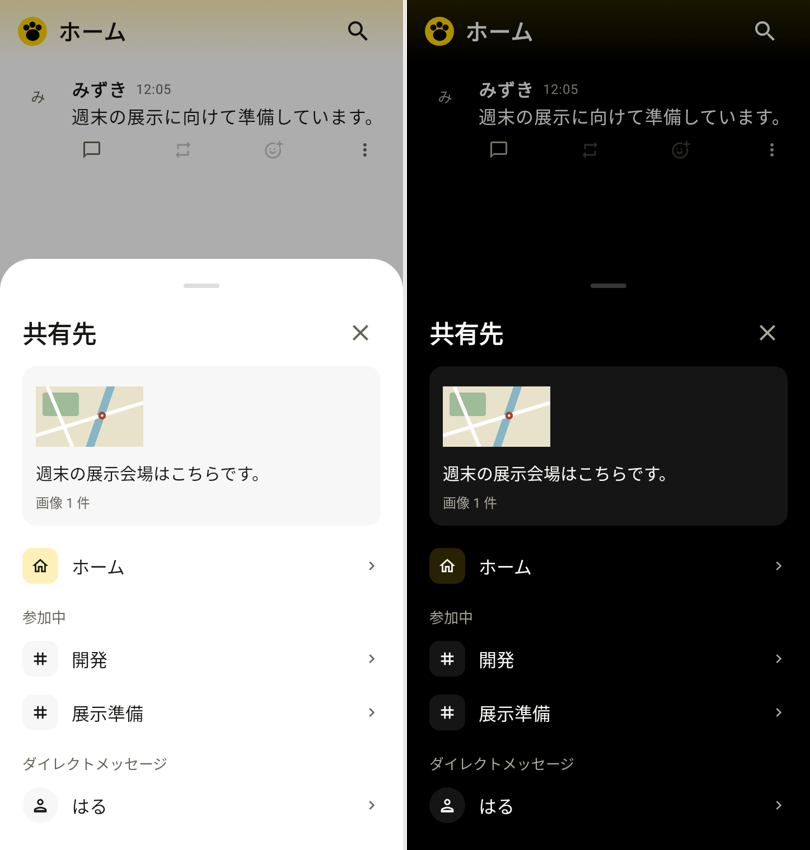 ホーム
み
みずき 12:05
週末の展示に向けて準備しています。
共有先
週末の展示会場はこちらです。
画像 1 件
ホーム
参加中
開発
展示準備
ダイレクトメッセージ
はる
ホーム
み
みずき 12:05
週末の展示に向けて準備しています。
共有先
週末の展示会場はこちらです。
画像 1 件
ホーム
参加中
開発
展示準備
ダイレクトメッセージ
はる